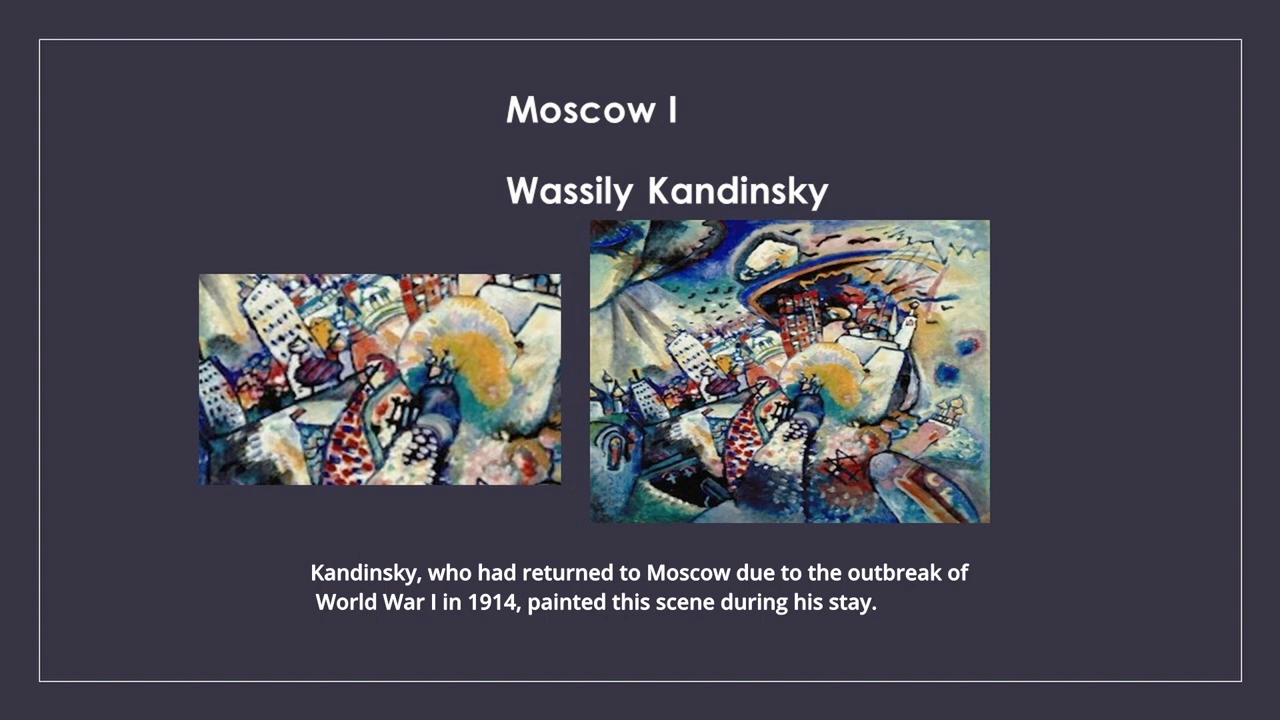 Moscow I
Wassily Kandinsky
Kandinsky, who had returned to Moscow due to the outbreak of
World War I in 1914, painted this scene during his stay.